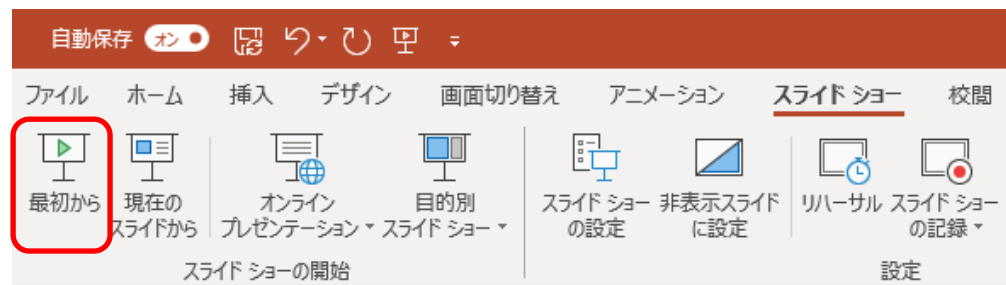 自動保存 オン
ファイル ホーム 挿入 デザイン 画面切り替え アニメーション スライド ショー 校閲
最初から 現在の オンライン 目的別 スライド ショー 非表示スライド リハーサル スライド ショー
スライドから プレゼンテーション スライド ショー の設定 に設定 の記録
スライド ショーの開始 設定